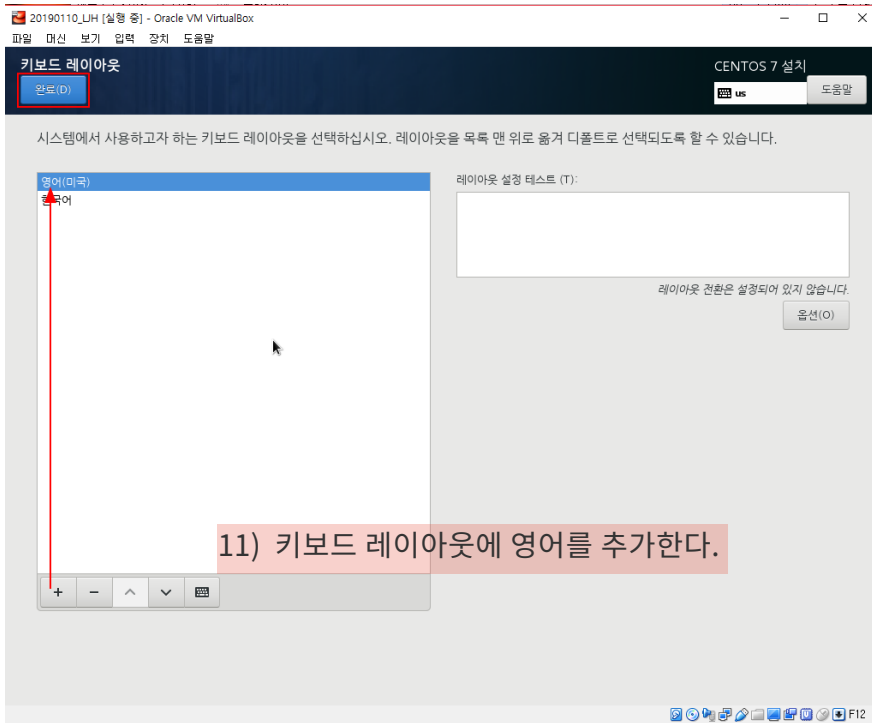 20190110_LJH [실행 중] - Oracle VM VirtualBox
파일 머신 보기 입력 장치 도움말
키보드 레이아웃
CENTOS 7 설치
완료(D)
us
도움말
시스템에서 사용하고자 하는 키보드 레이아웃을 선택하십시오. 레이아웃을 목록 맨 위로 옮겨 디폴트로 선택되도록 할 수 있습니다.
영어(미국)
한국어
레이아웃 설정 테스트 (T):
레이아웃 전환은 설정되어 있지 않습니다.
옵션(O)
11) 키보드 레이아웃에 영어를 추가한다.
F12